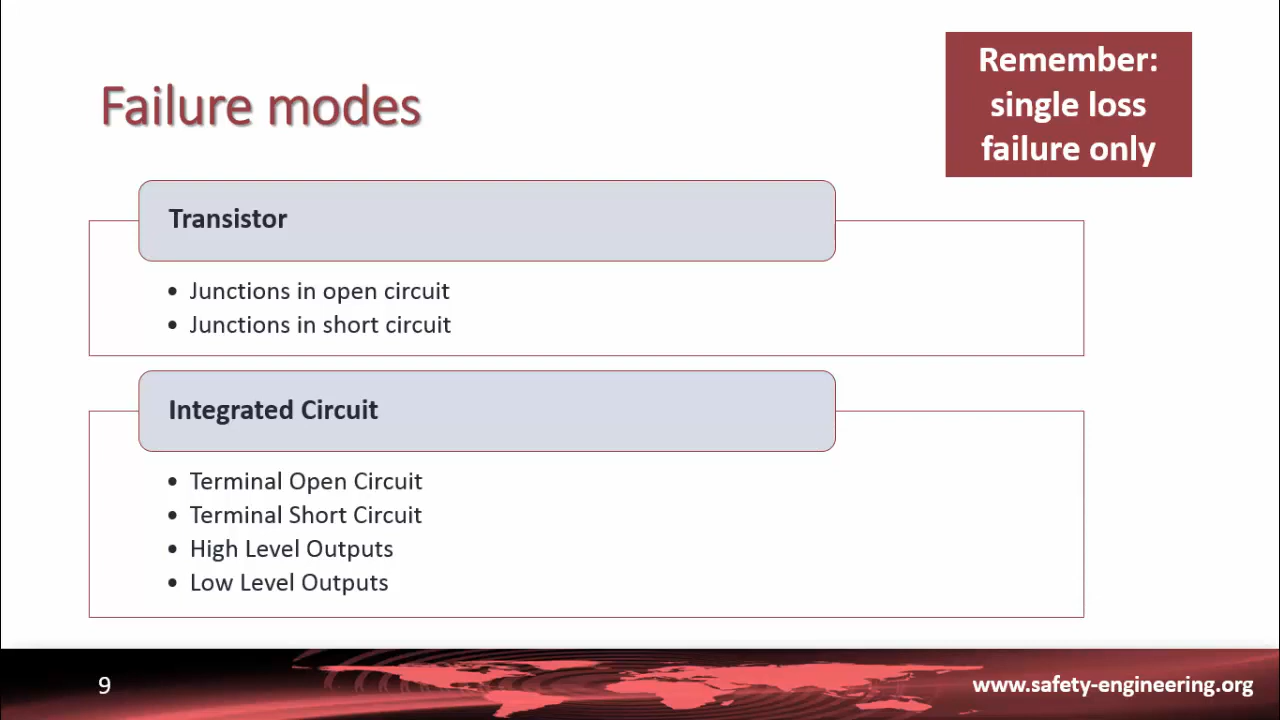 Failure modes
Remember:
single loss
failure only
Transistor
• Junctions in open circuit
• Junctions in short circuit
Integrated Circuit
• Terminal Open Circuit
• Terminal Short Circuit
• High Level Outputs
• Low Level Outputs
9
www.safety-engineering.org